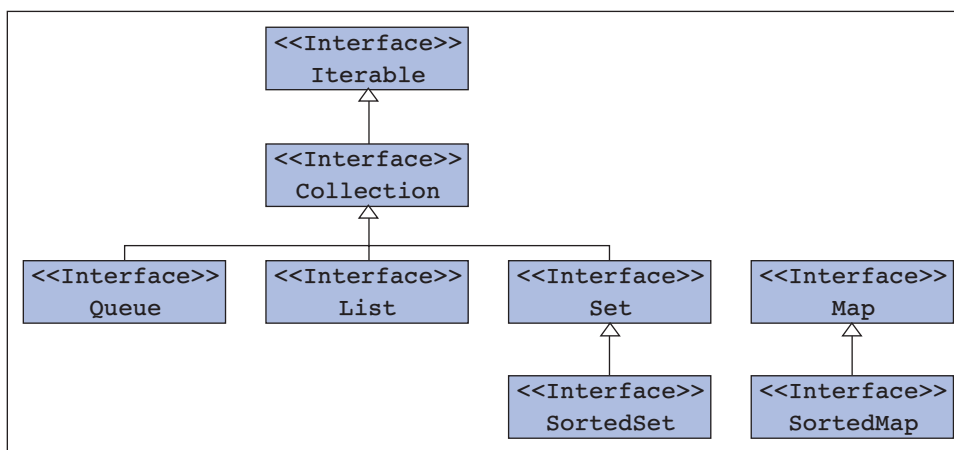 <<Interface>>
Iterable
<<Interface>>
Collection
<<Interface>>
Queue
<<Interface>>
List
<<Interface>>
Set
<<Interface>>
Map
<<Interface>>
SortedSet
<<Interface>>
SortedMap